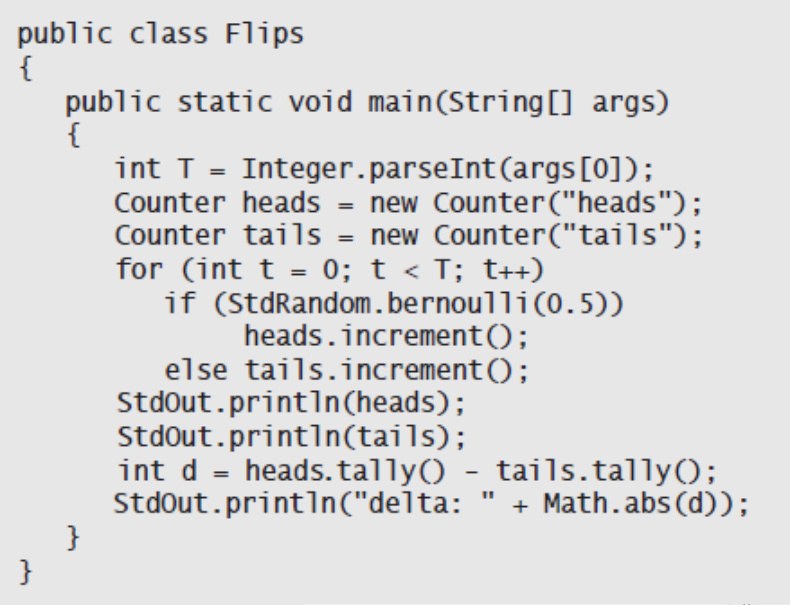 public class Flips
{
public static void main(String[] args)
{
int T = Integer.parseInt(args[0]);
Counter heads = new Counter("heads");
Counter tails = new Counter("tails");
for (int t = 0; t < T; t++)
if (StdRandom.bernoulli(0.5))
heads.increment();
else tails.increment();
StdOut.println(heads);
StdOut.println(tails);
int d = heads.tally() - tails.tally();
StdOut.println("delta: " + Math.abs(d));
}
}